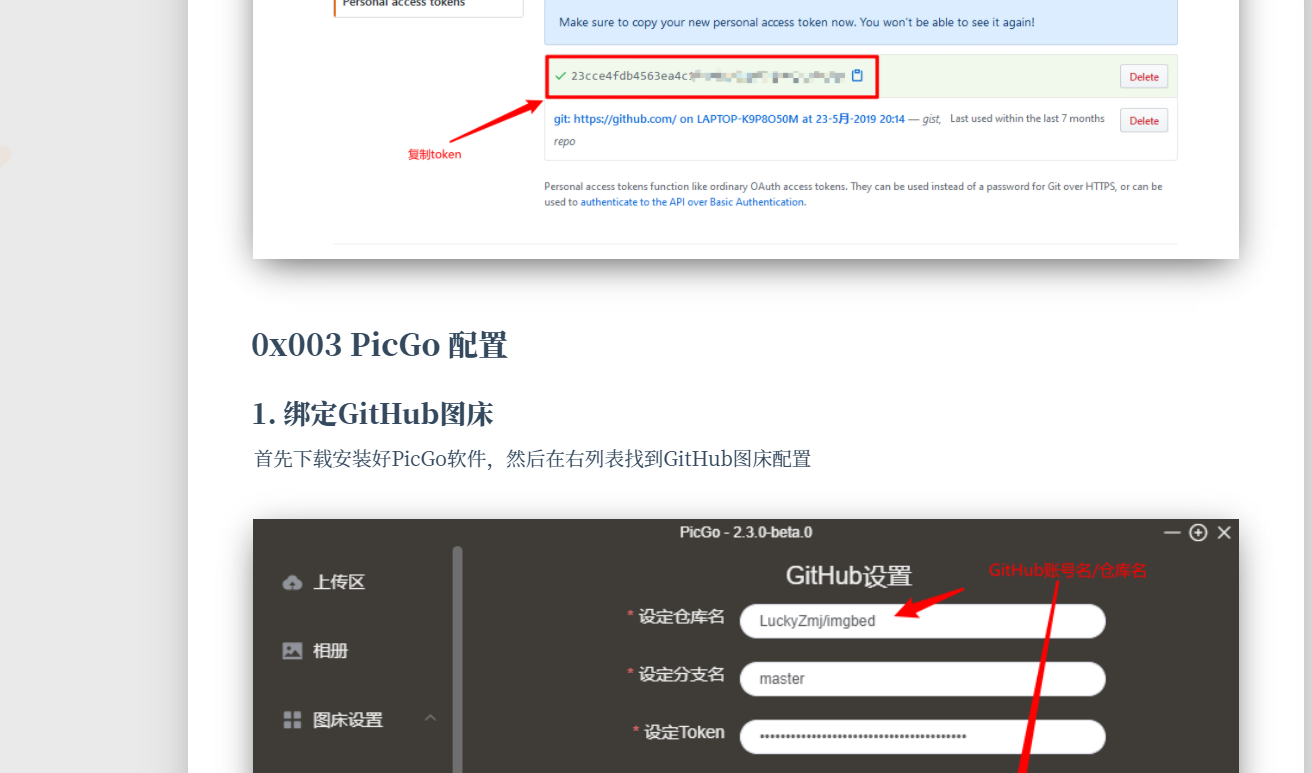 Personal access tokens
Make sure to copy your new personal access token now. You won't be able to see it again!
23cce4fdb4563ea4c
Delete
git: https://github.com/ on LAPTOP-K9P8O50M at 23-5月-2019 20:14 — gist, Last used within the last 7 months
Delete
repo
复制token
Personal access tokens function like ordinary OAuth access tokens. They can be used instead of a password for Git over HTTPS, or can be
used to authenticate to the API over Basic Authentication.
0x003 PicGo 配置
1. 绑定GitHub图床
首先下载安装好PicGo软件，然后在右列表找到GitHub图床配置
PicGo - 2.3.0-beta.0
GitHub设置
GitHub账号名/仓库名
上传区
* 设定仓库名 LuckyZmj/imgbed
相册
* 设定分支名 master
图床设置
* 设定Token